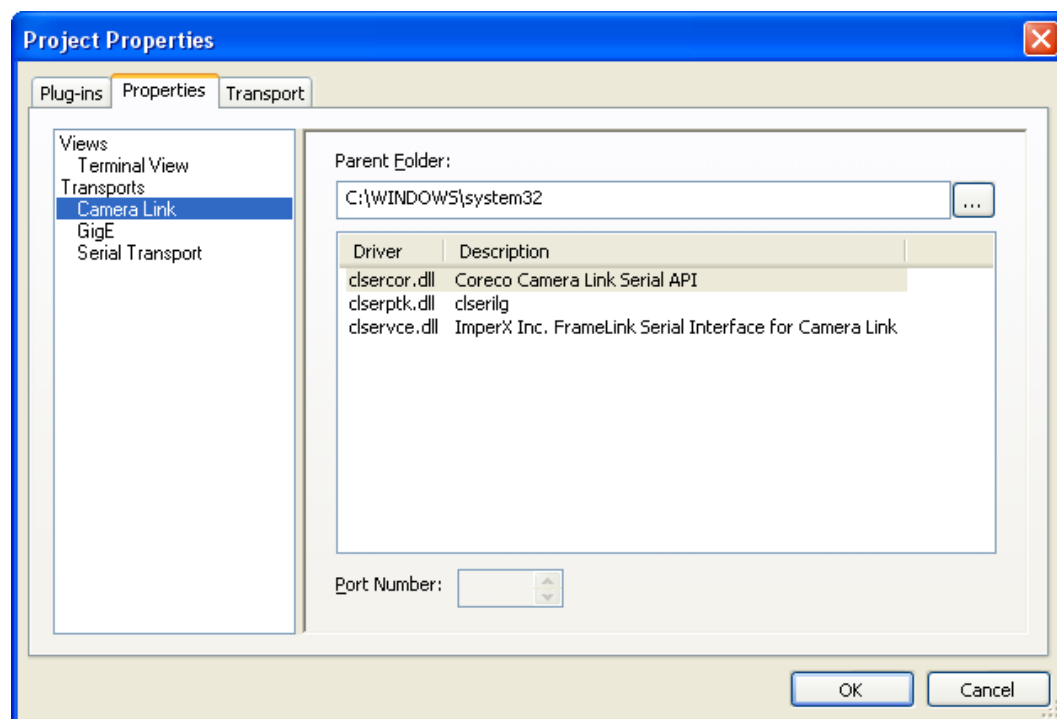 Project Properties
Plug-ins Properties Transport
Views
Terminal View
Transports
Camera Link
GigE
Serial Transport
Parent Folder:
C:\WINDOWS\system32
...
Driver Description
clsercor.dll Coreco Camera Link Serial API
clserptk.dll clserilg
clservce.dll ImperX Inc. FrameLink Serial Interface for Camera Link
Port Number:
OK Cancel